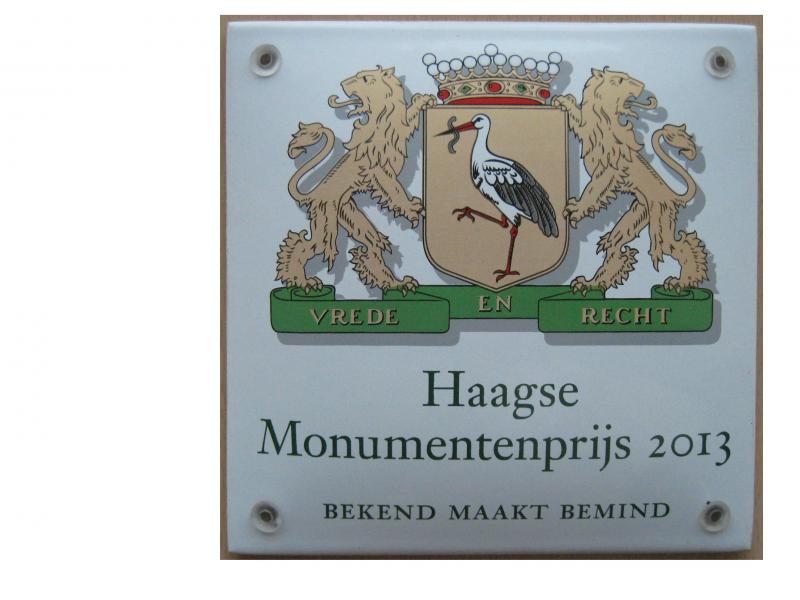 VREDE EN RECHT
Haagse
Monumentenprijs 2013
BEKEND MAAKT BEMIND